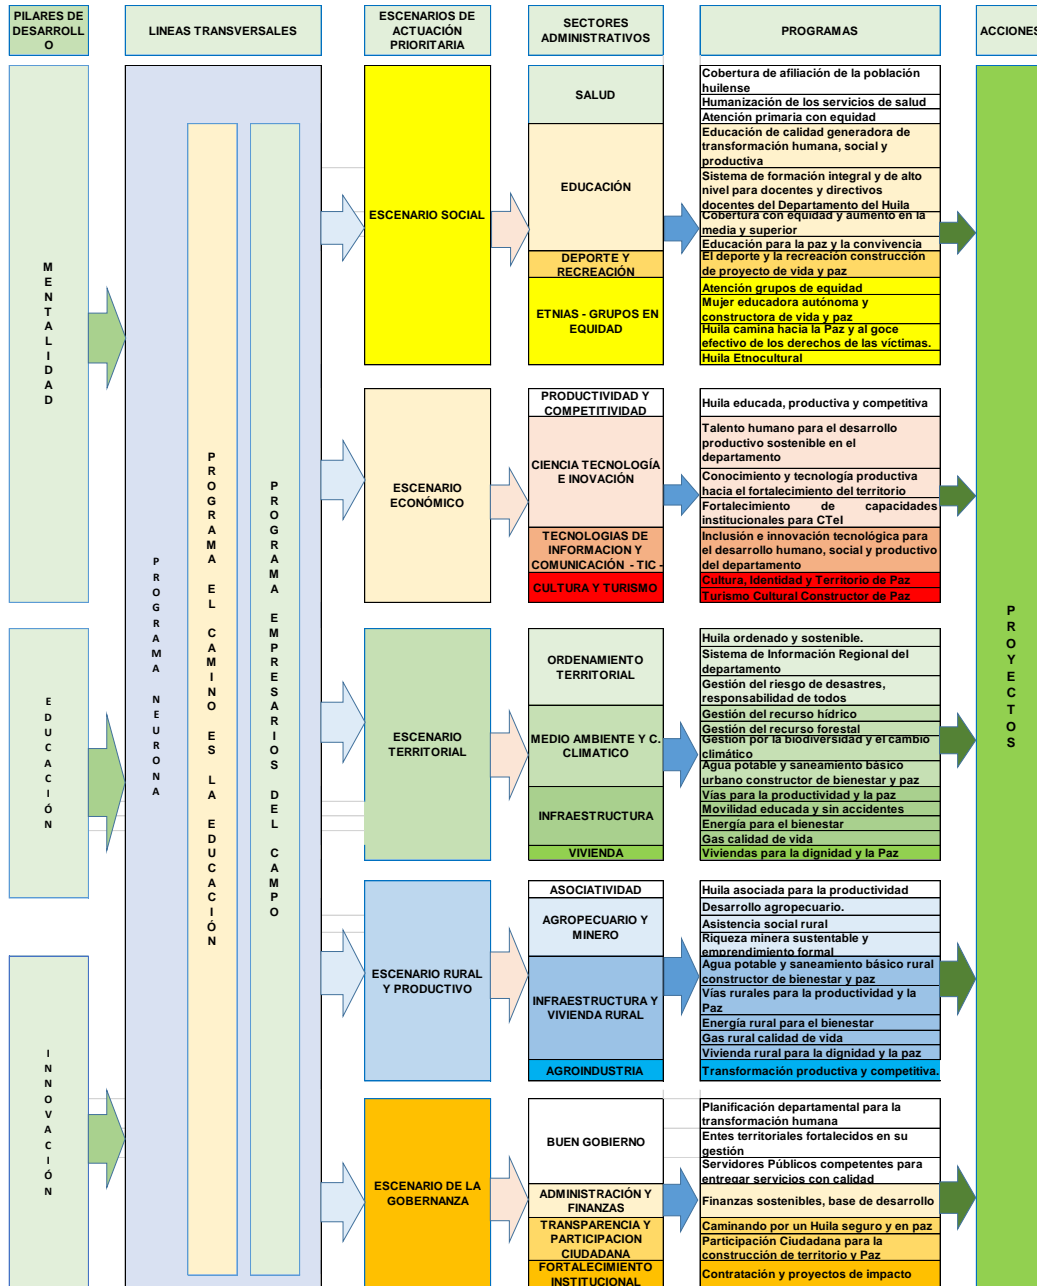 PILARES DE
DESARROLL
O
LINEAS TRANSVERSALES
ESCENARIOS DE
ACTUACIÓN
PRIORITARIA
SECTORES
ADMINISTRATIVOS
PROGRAMAS
ACCIONES
MENTALIDAD
EDUCACIÓN
INNOVACIÓN
PROGRAMA NEURONA
PROGRAMA EL CAMINO ES LA EDUCACIÓN
PROGRAMA EMPRESARIOS DEL CAMPO
ESCENARIO SOCIAL
SALUD
Cobertura de afiliación de la población
huilense
Humanización de los servicios de salud
Atención primaria con equidad
EDUCACIÓN
Educación de calidad generadora de
transformación humana, social y
productiva
Sistema de formación integral y de alto
nivel para docentes y directivos
docentes del Departamento del Huila
Cobertura con equidad y aumento en la
media y superior
Educación para la paz y la convivencia
DEPORTE Y
RECREACIÓN
El deporte y la recreación construcción
de proyecto de vida y paz
ETNIAS - GRUPOS EN
EQUIDAD
Atención grupos de equidad
Mujer educadora autónoma y
constructora de vida y paz
Huila camina hacia la Paz y al goce
efectivo de los derechos de las víctimas.
Huila Etnocultural
ESCENARIO
ECONÓMICO
PRODUCTIVIDAD Y
COMPETITIVIDAD
Huila educada, productiva y competitiva
CIENCIA TECNOLOGÍA
E INOVACIÓN
Talento humano para el desarrollo
productivo sostenible en el
departamento
Conocimiento y tecnología productiva
hacia el fortalecimiento del territorio
Fortalecimiento de capacidades
institucionales para CTeI
TECNOLOGIAS DE
INFORMACION Y
COMUNICACIÓN - TIC -
Inclusión e innovación tecnológica para
el desarrollo humano, social y productivo
del departamento
CULTURA Y TURISMO
Cultura, Identidad y Territorio de Paz
Turismo Cultural Constructor de Paz
ESCENARIO
TERRITORIAL
ORDENAMIENTO
TERRITORIAL
Huila ordenado y sostenible.
Sistema de Información Regional del
departamento
Gestión del riesgo de desastres,
responsabilidad de todos
MEDIO AMBIENTE Y C.
CLIMATICO
Gestión del recurso hídrico
Gestión del recurso forestal
Gestión por la biodiversidad y el cambio
climático
Agua potable y saneamiento básico
urbano constructor de bienestar y paz
INFRAESTRUCTURA
Vías para la productividad y la paz
Movilidad educada y sin accidentes
Energía para el bienestar
Gas calidad de vida
VIVIENDA
Viviendas para la dignidad y la Paz
ESCENARIO RURAL
Y PRODUCTIVO
ASOCIATIVIDAD
Huila asociada para la productividad
AGROPECUARIO Y
MINERO
Desarrollo agropecuario.
Asistencia social rural
Riqueza minera sustentable y
emprendimiento formal
INFRAESTRUCTURA Y
VIVIENDA RURAL
Agua potable y saneamiento básico rural
constructor de bienestar y paz
Vías rurales para la productividad y la
Paz
Energía rural para el bienestar
Gas rural calidad de vida
Vivienda rural para la dignidad y la paz
AGROINDUSTRIA
Transformación productiva y competitiva.
ESCENARIO DE LA
GOBERNANZA
BUEN GOBIERNO
Planificación departamental para la
transformación humana
Entes territoriales fortalecidos en su
gestión
Servidores Públicos competentes para
entregar servicios con calidad
ADMINISTRACIÓN Y
FINANZAS
Finanzas sostenibles, base de desarrollo
TRANSPARENCIA Y
PARTICIPACION
CIUDADANA
Caminando por un Huila seguro y en paz
Participación Ciudadana para la
construcción de territorio y Paz
FORTALECIMIENTO
INSTITUCIONAL
Contratación y proyectos de impacto
PROYECTOS